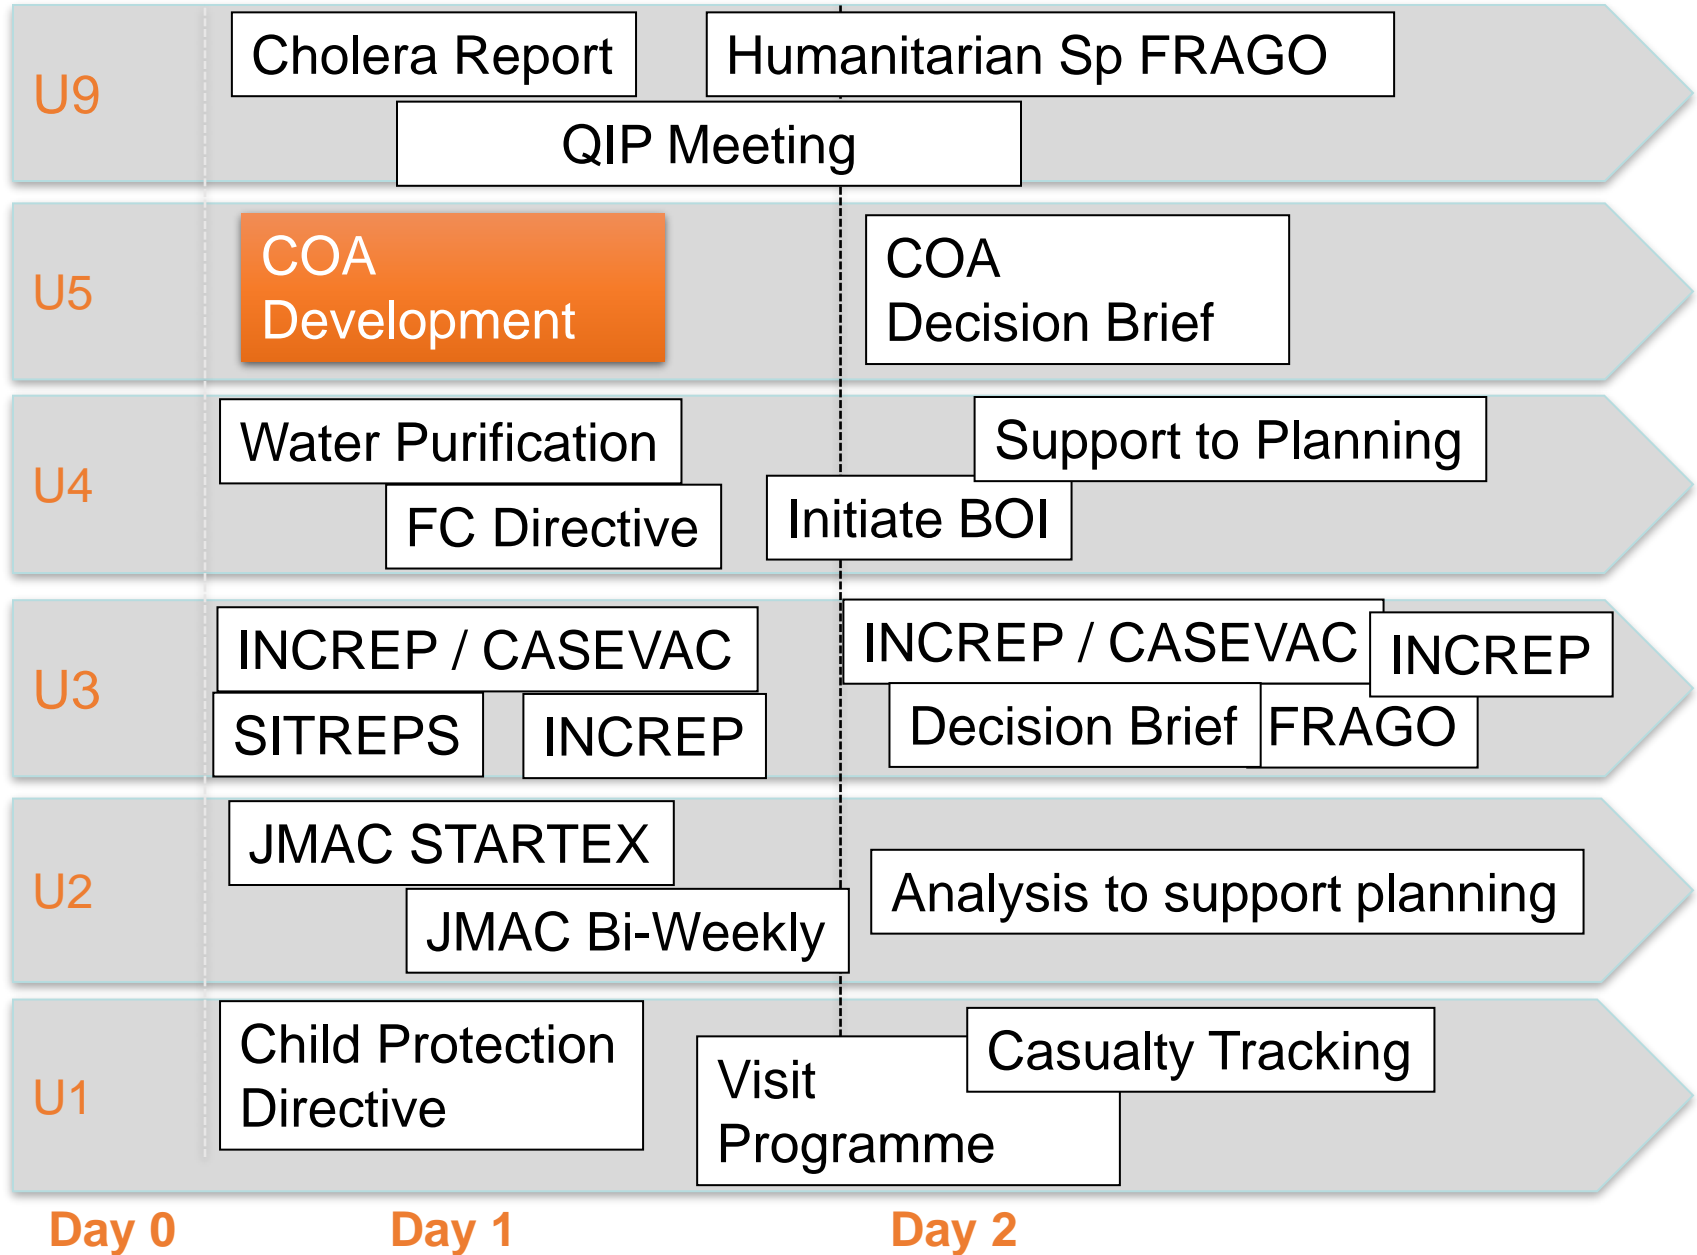 U9
Cholera Report
Humanitarian Sp FRAGO
QIP Meeting
U5
COA
Development
COA
Decision Brief
U4
Water Purification
Support to Planning
FC Directive
Initiate BOI
U3
INCREP / CASEVAC
INCREP / CASEVAC
INCREP
SITREPS
INCREP
Decision Brief
FRAGO
U2
JMAC STARTEX
Analysis to support planning
JMAC Bi-Weekly
U1
Child Protection
Directive
Visit
Programme
Casualty Tracking
Day 0
Day 1
Day 2